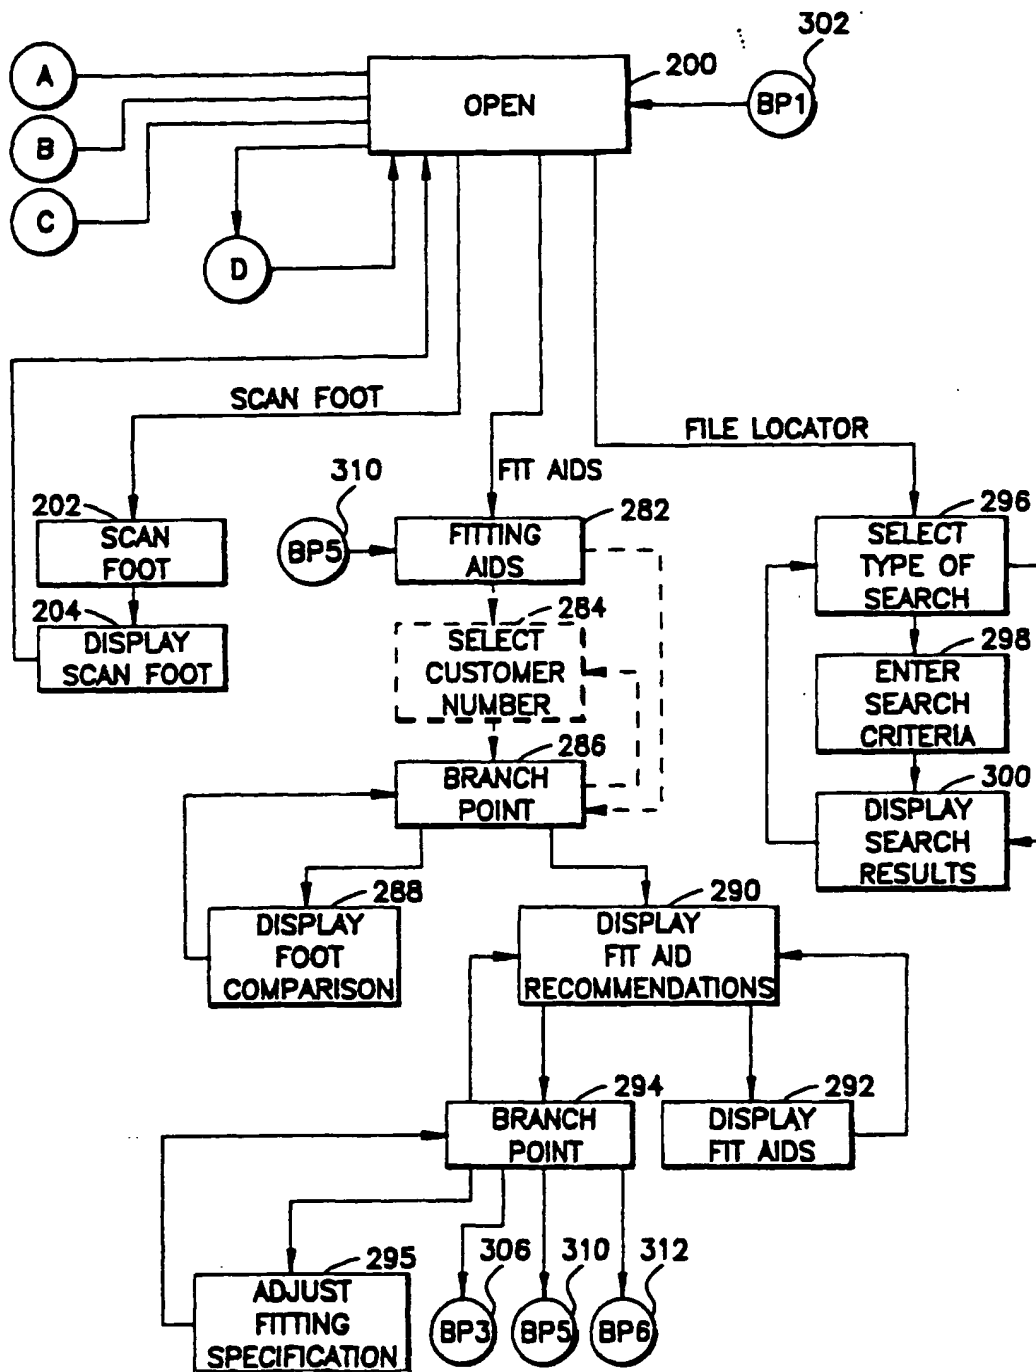 302
A
200
OPEN
BP1
B
C
D
SCAN FOOT
FILE LOCATOR
310
FIT AIDS
202
282
296
SCAN
FOOT
BP5
FITTING
AIDS
SELECT
TYPE OF
SEARCH
204
284
DISPLAY
SCAN FOOT
SELECT
CUSTOMER
NUMBER
298
ENTER
SEARCH
CRITERIA
286
BRANCH
POINT
300
DISPLAY
SEARCH
RESULTS
288
DISPLAY
FOOT
COMPARISON
290
DISPLAY
FIT AID
RECOMMENDATIONS
294
BRANCH
POINT
292
DISPLAY
FIT AIDS
306
310
312
295
ADJUST
FITTING
SPECIFICATION
BP3
BP5
BP6